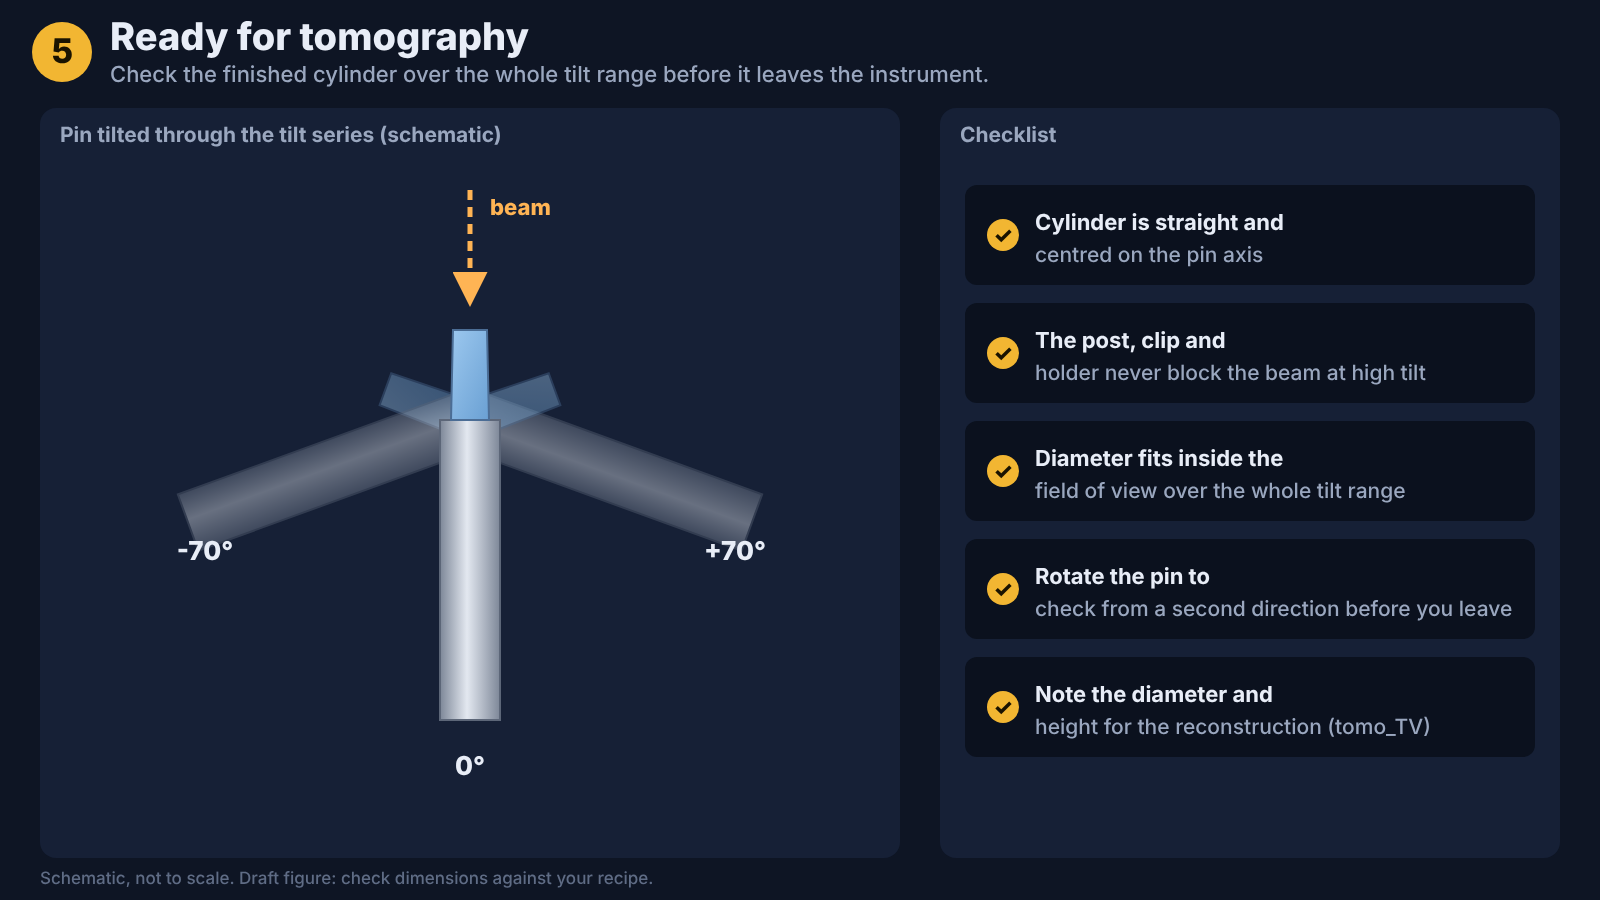 5
Ready for tomography
Check the finished cylinder over the whole tilt range before it leaves the instrument.
Pin tilted through the tilt series (schematic)
beam
-70°
+70°
0°
Checklist
Cylinder is straight and
centred on the pin axis
The post, clip and
holder never block the beam at high tilt
Diameter fits inside the
field of view over the whole tilt range
Rotate the pin to
check from a second direction before you leave
Note the diameter and
height for the reconstruction (tomo_TV)
Schematic, not to scale. Draft figure: check dimensions against your recipe.